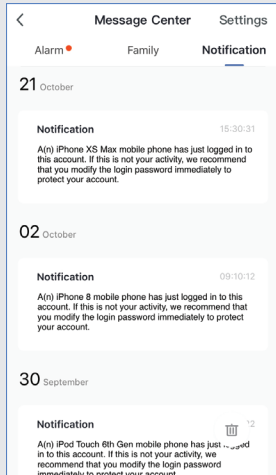 Message Center Settings
Alarm Family Notification
21 October
Notification 15:30:31
A(n) iPhone XS Max mobile phone has just logged in to
this account. If this is not your activity, we recommend
that you modify the login password immediately to
protect your account.
02 October
Notification 09:10:12
A(n) iPhone 8 mobile phone has just logged in to this
account. If this is not your activity, we recommend that
you modify the login password immediately to protect
your account.
30 September
Notification
A(n) iPod Touch 6th Gen mobile phone has just
in to this account. If this is not your activity, we
recommend that you modify the login password
immediately to protect your account.